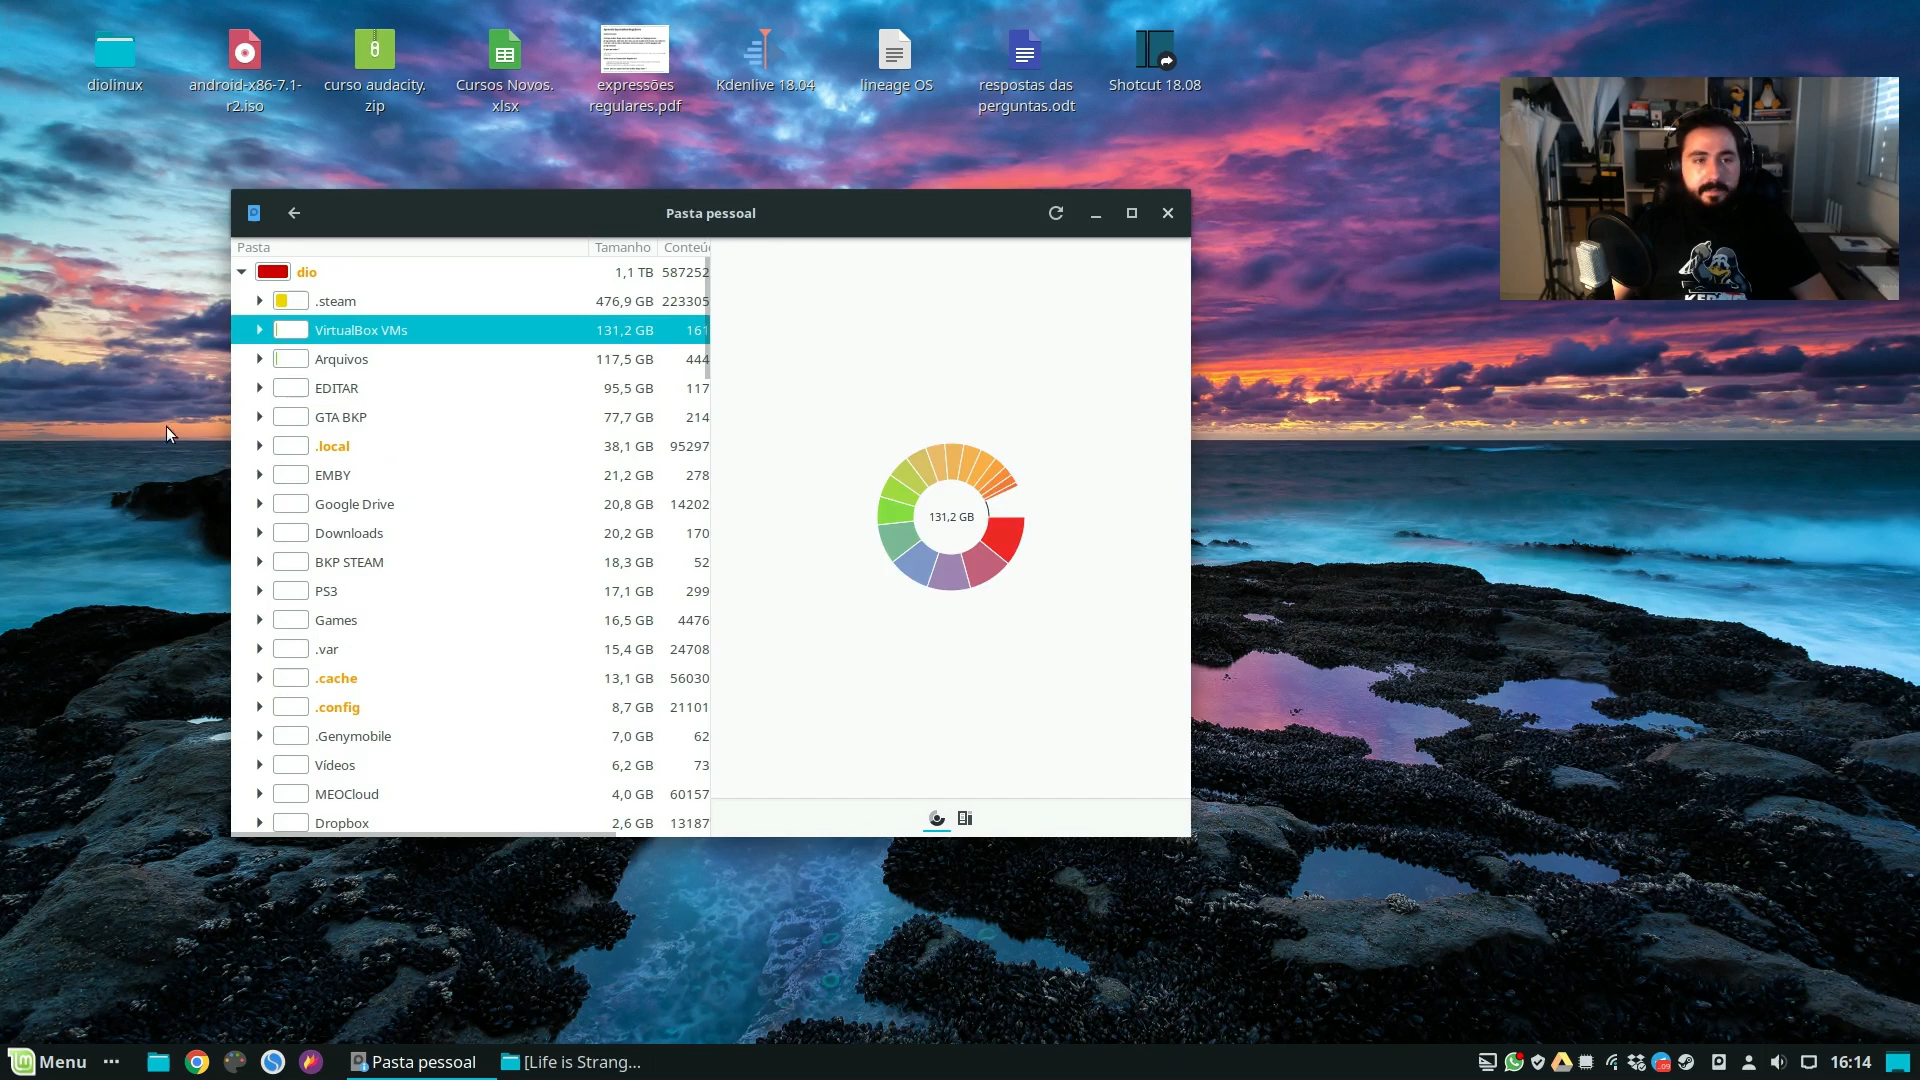 diolinux
android-x86-7.1-
r2.iso
curso audacity.
zip
Cursos Novos.
xlsx
expressões
regulares.pdf
Kdenlive 18.04
lineage OS
respostas das
perguntas.odt
Shotcut 18.08
Pasta pessoal
Pasta Tamanho Conteú
dio 1,1 TB 587252
.steam 476,9 GB 223305
VirtualBox VMs 131,2 GB 161
Arquivos 117,5 GB 444
EDITAR 95,5 GB 117
GTA BKP 77,7 GB 214
.local 38,1 GB 95297
EMBY 21,2 GB 278
Google Drive 20,8 GB 14202
Downloads 20,2 GB 170
BKP STEAM 18,3 GB 52
PS3 17,1 GB 299
Games 16,5 GB 4476
.var 15,4 GB 24708
.cache 13,1 GB 56030
.config 8,7 GB 21101
.Genymobile 7,0 GB 62
Vídeos 6,2 GB 73
MEOCloud 4,0 GB 60157
Dropbox 2,6 GB 13187
131,2 GB
Menu
Pasta pessoal
[Life is Strang...
16:14